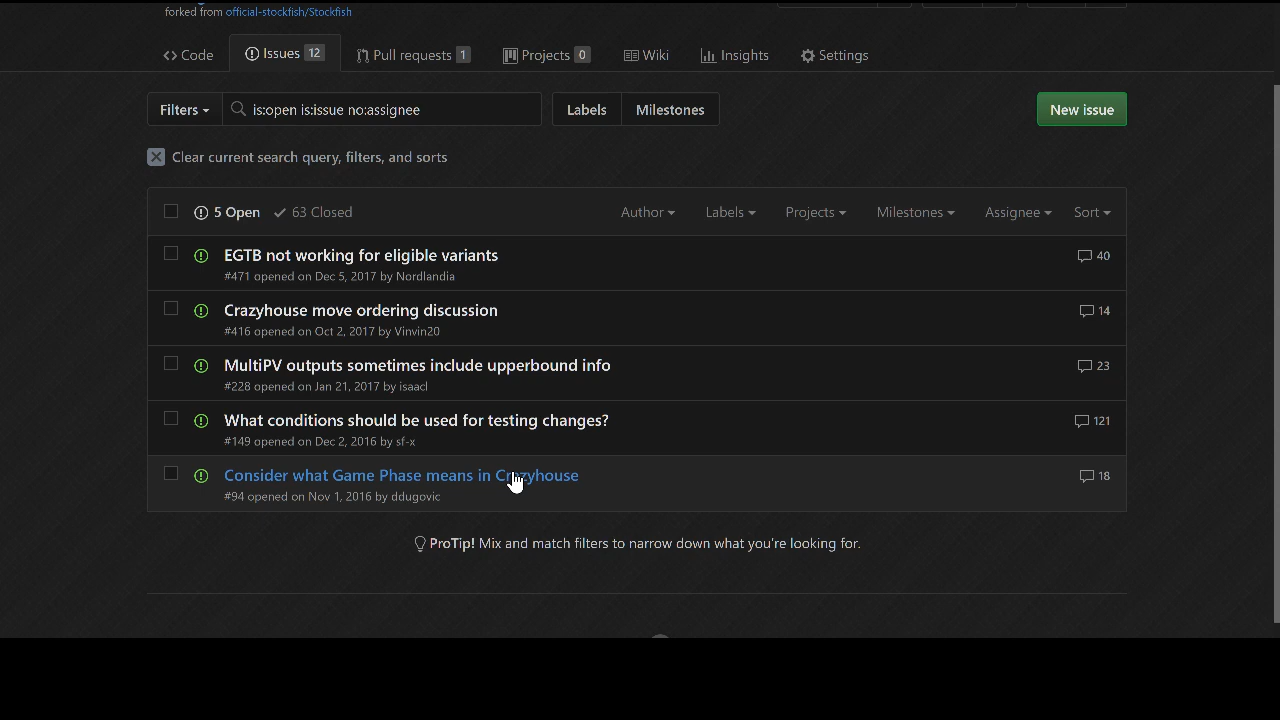 forked from official-stockfish/Stockfish
Code Issues 12 Pull requests 1 Projects 0 Wiki Insights Settings
Filters is:open is:issue no:assignee Labels Milestones New issue
Clear current search query, filters, and sorts
5 Open 63 Closed Author Labels Projects Milestones Assignee Sort
EGTB not working for eligible variants 40
#471 opened on Dec 5, 2017 by Nordlandia
Crazyhouse move ordering discussion 14
#416 opened on Oct 2, 2017 by Vinvin20
MultiPV outputs sometimes include upperbound info 23
#228 opened on Jan 21, 2017 by isaacl
What conditions should be used for testing changes? 121
#149 opened on Dec 2, 2016 by sf-x
Consider what Game Phase means in Crazyhouse 18
#94 opened on Nov 1, 2016 by ddugovic
ProTip! Mix and match filters to narrow down what you're looking for.